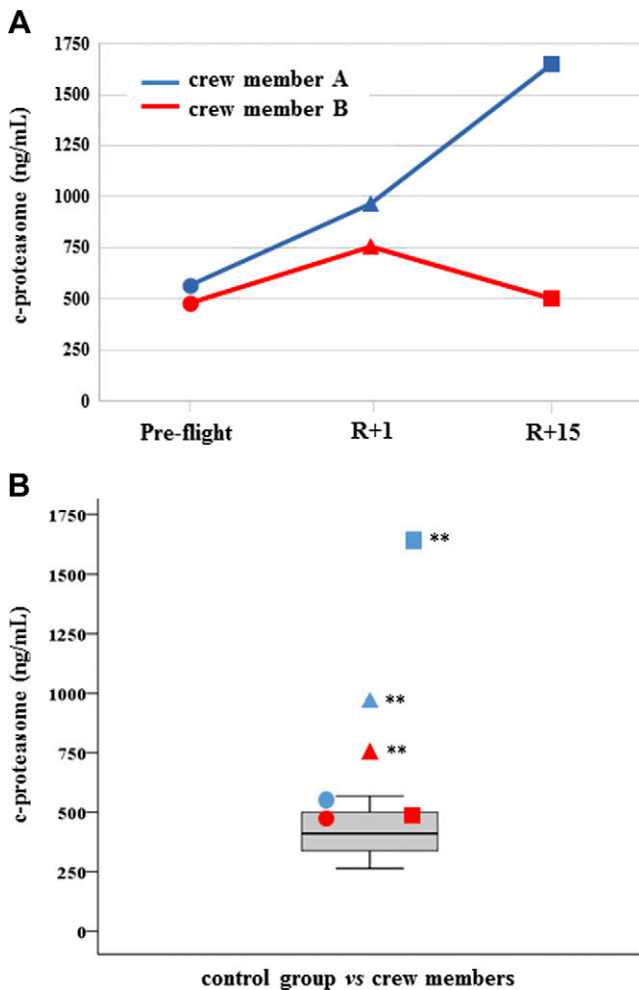 A
c-proteasome (ng/mL)
1750
1500
1250
1000
750
500
250
0
crew member A
crew member B
Pre-flight R+1 R+15
B
c-proteasome (ng/mL)
1750
1500
1250
1000
750
500
250
0
**
**
**
control group vs crew members